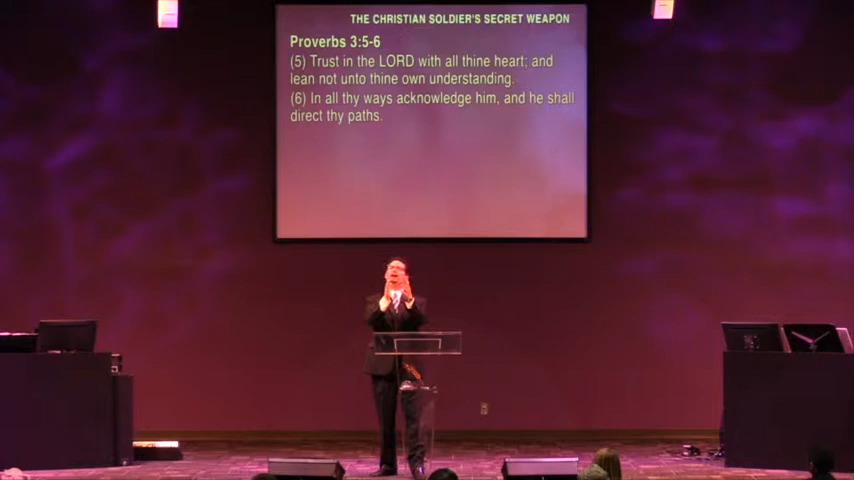 THE CHRISTIAN SOLDIER'S SECRET WEAPON
Proverbs 3:5-6
(5) Trust in the LORD with all thine heart; and
lean not unto thine own understanding.
(6) In all thy ways acknowledge him, and he shall
direct thy paths.